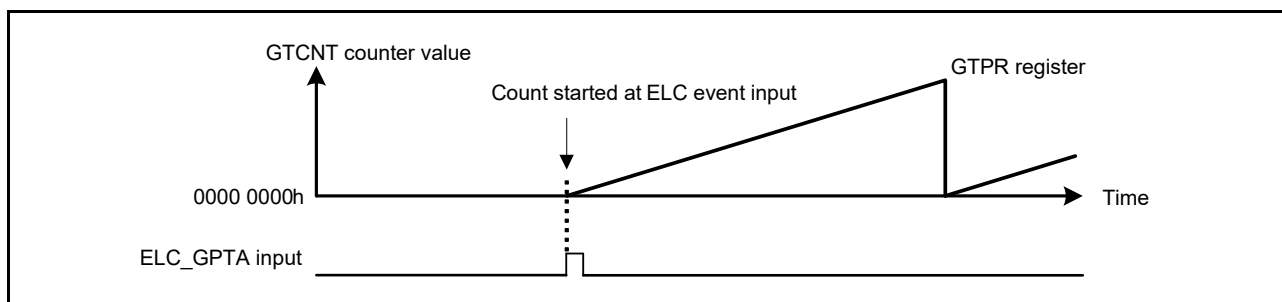 GTCNT counter value
GTPR register
Count started at ELC event input
0000 0000h
Time
ELC_GPTA input